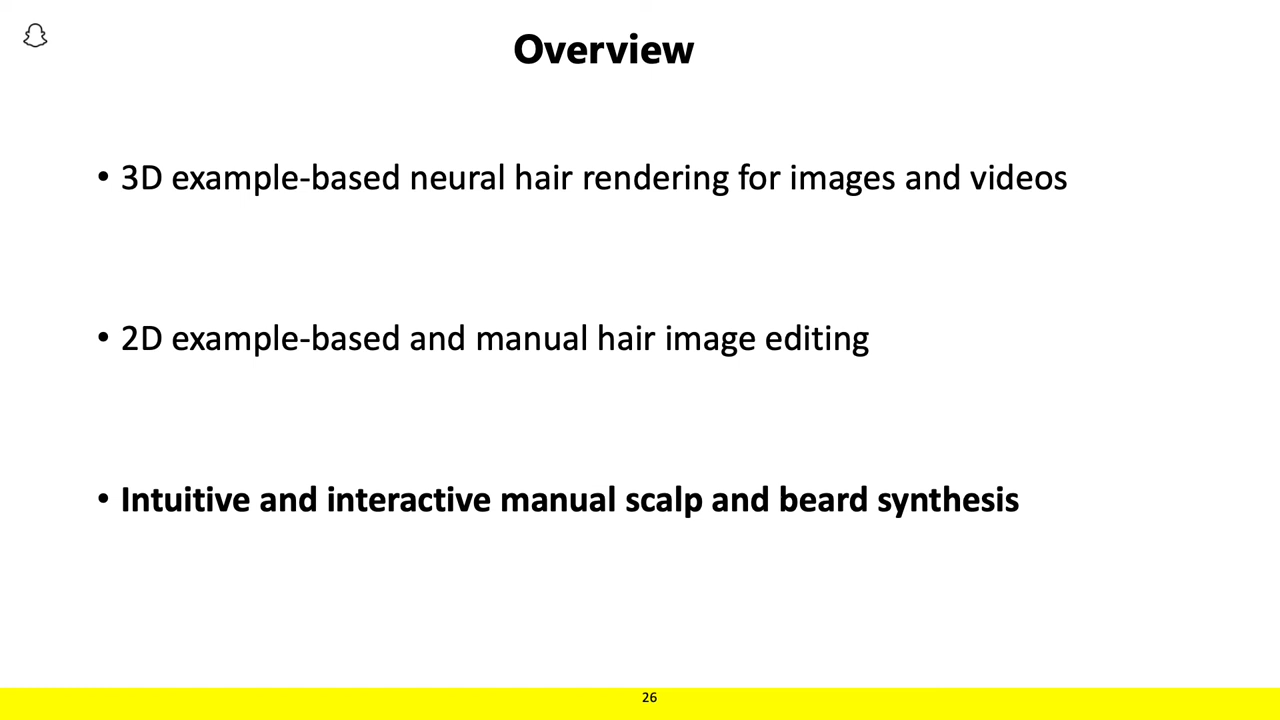 Overview
• 3D example-based neural hair rendering for images and videos
• 2D example-based and manual hair image editing
• Intuitive and interactive manual scalp and beard synthesis
26